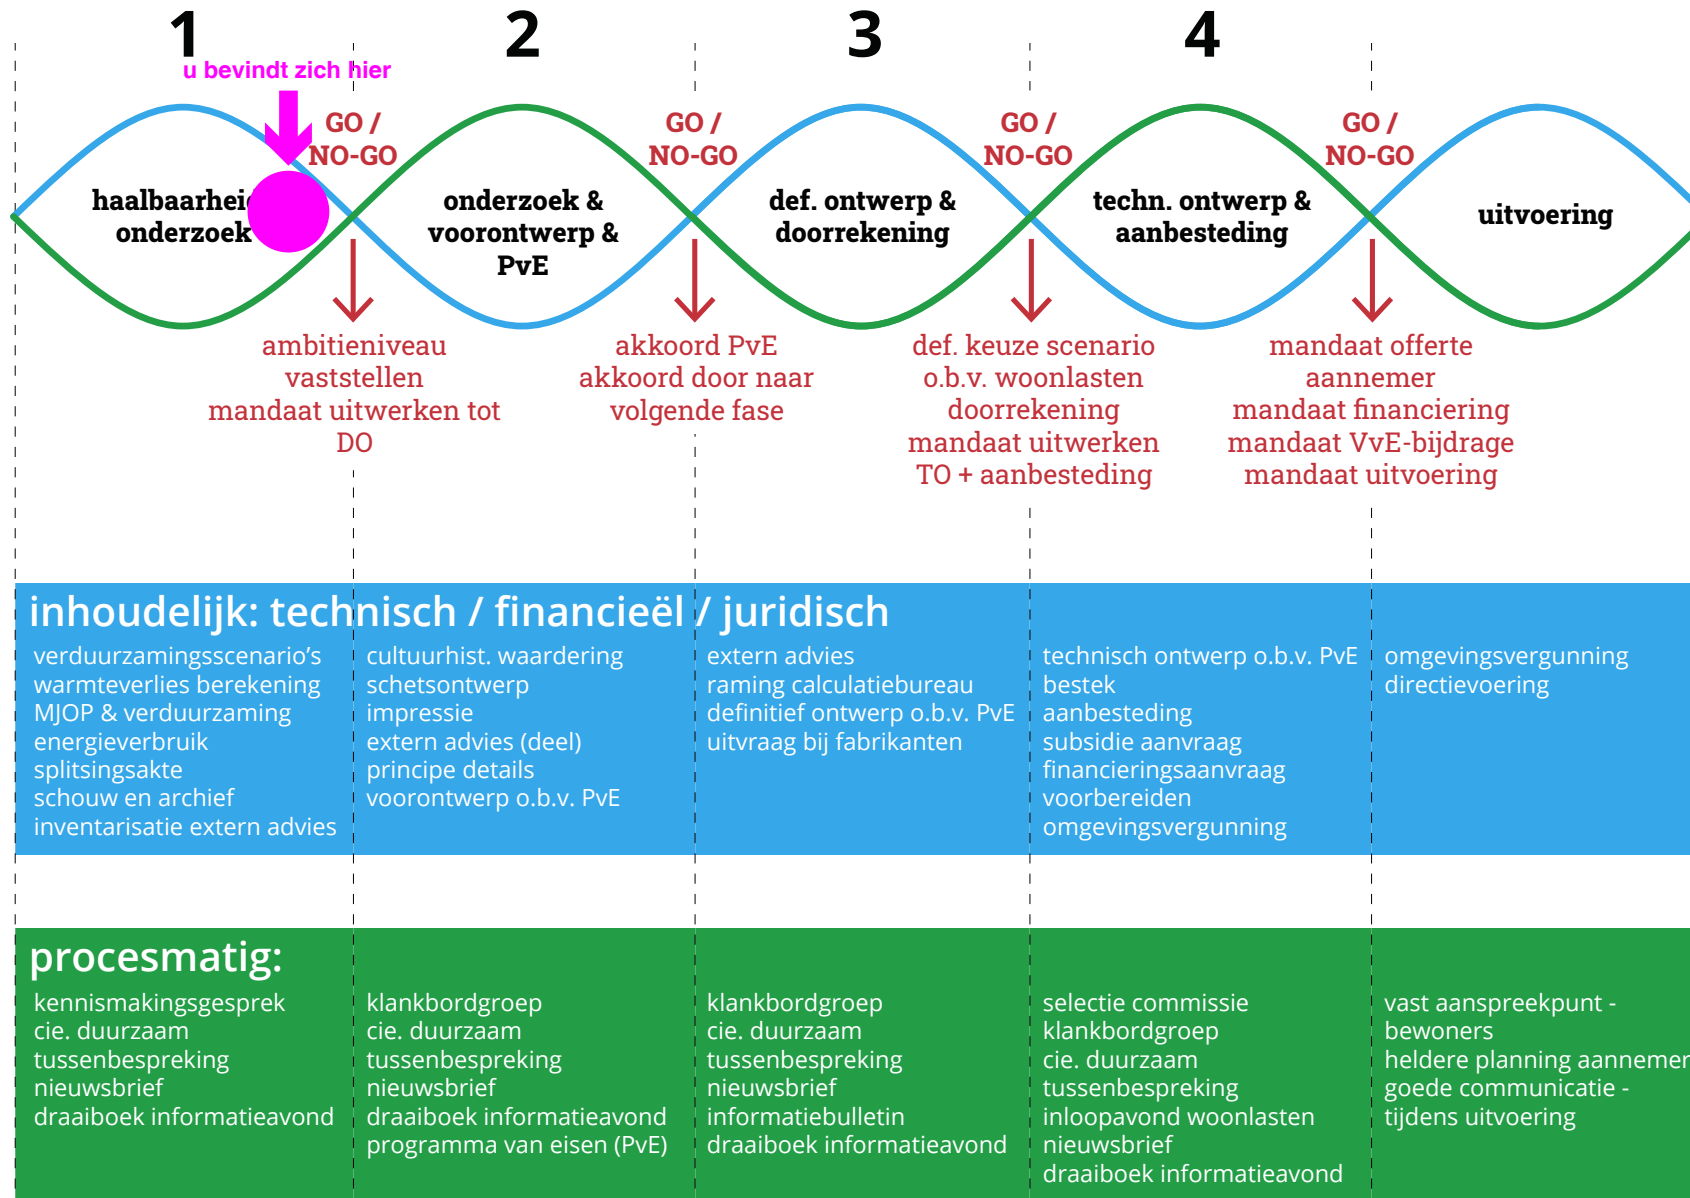 1
2
3
4
u bevindt zich hier
GO /
NO-GO
GO /
NO-GO
GO /
NO-GO
GO /
NO-GO
haalbaarheid
onderzoek
onderzoek &
voorontwerp &
PvE
def. ontwerp &
doorrekening
techn. ontwerp &
aanbesteding
uitvoering
ambitieniveau
vaststellen
mandaat uitwerken tot
DO
akkoord PvE
akkoord door naar
volgende fase
def. keuze scenario
o.b.v. woonlasten
doorrekening
mandaat uitwerken
TO + aanbesteding
mandaat offerte
aannemer
mandaat financiering
mandaat VvE-bijdrage
mandaat uitvoering
inhoudelijk: technisch / financieël / juridisch
verduurzamingsscenario’s
warmteverlies berekening
MJOP & verduurzaming
energieverbruik
splitsingsakte
schouw en archief
inventarisatie extern advies
cultuurhist. waardering
schetsontwerp
impressie
extern advies (deel)
principe details
voorontwerp o.b.v. PvE
extern advies
raming calculatiebureau
definitief ontwerp o.b.v. PvE
uitvraag bij fabrikanten
technisch ontwerp o.b.v. PvE
bestek
aanbesteding
subsidie aanvraag
financieringsaanvraag
voorbereiden
omgevingsvergunning
omgevingsvergunning
directievoering
procesmatig:
kennismakingsgesprek
cie. duurzaam
tussenbespreking
nieuwsbrief
draaiboek informatieavond
klankbordgroep
cie. duurzaam
tussenbespreking
nieuwsbrief
draaiboek informatieavond
programma van eisen (PvE)
klankbordgroep
cie. duurzaam
tussenbespreking
nieuwsbrief
informatiebulletin
draaiboek informatieavond
selectie commissie
klankbordgroep
cie. duurzaam
tussenbespreking
inloopavond woonlasten
nieuwsbrief
draaiboek informatieavond
vast aanspreekpunt -
bewoners
heldere planning aannemer
goede communicatie -
tijdens uitvoering